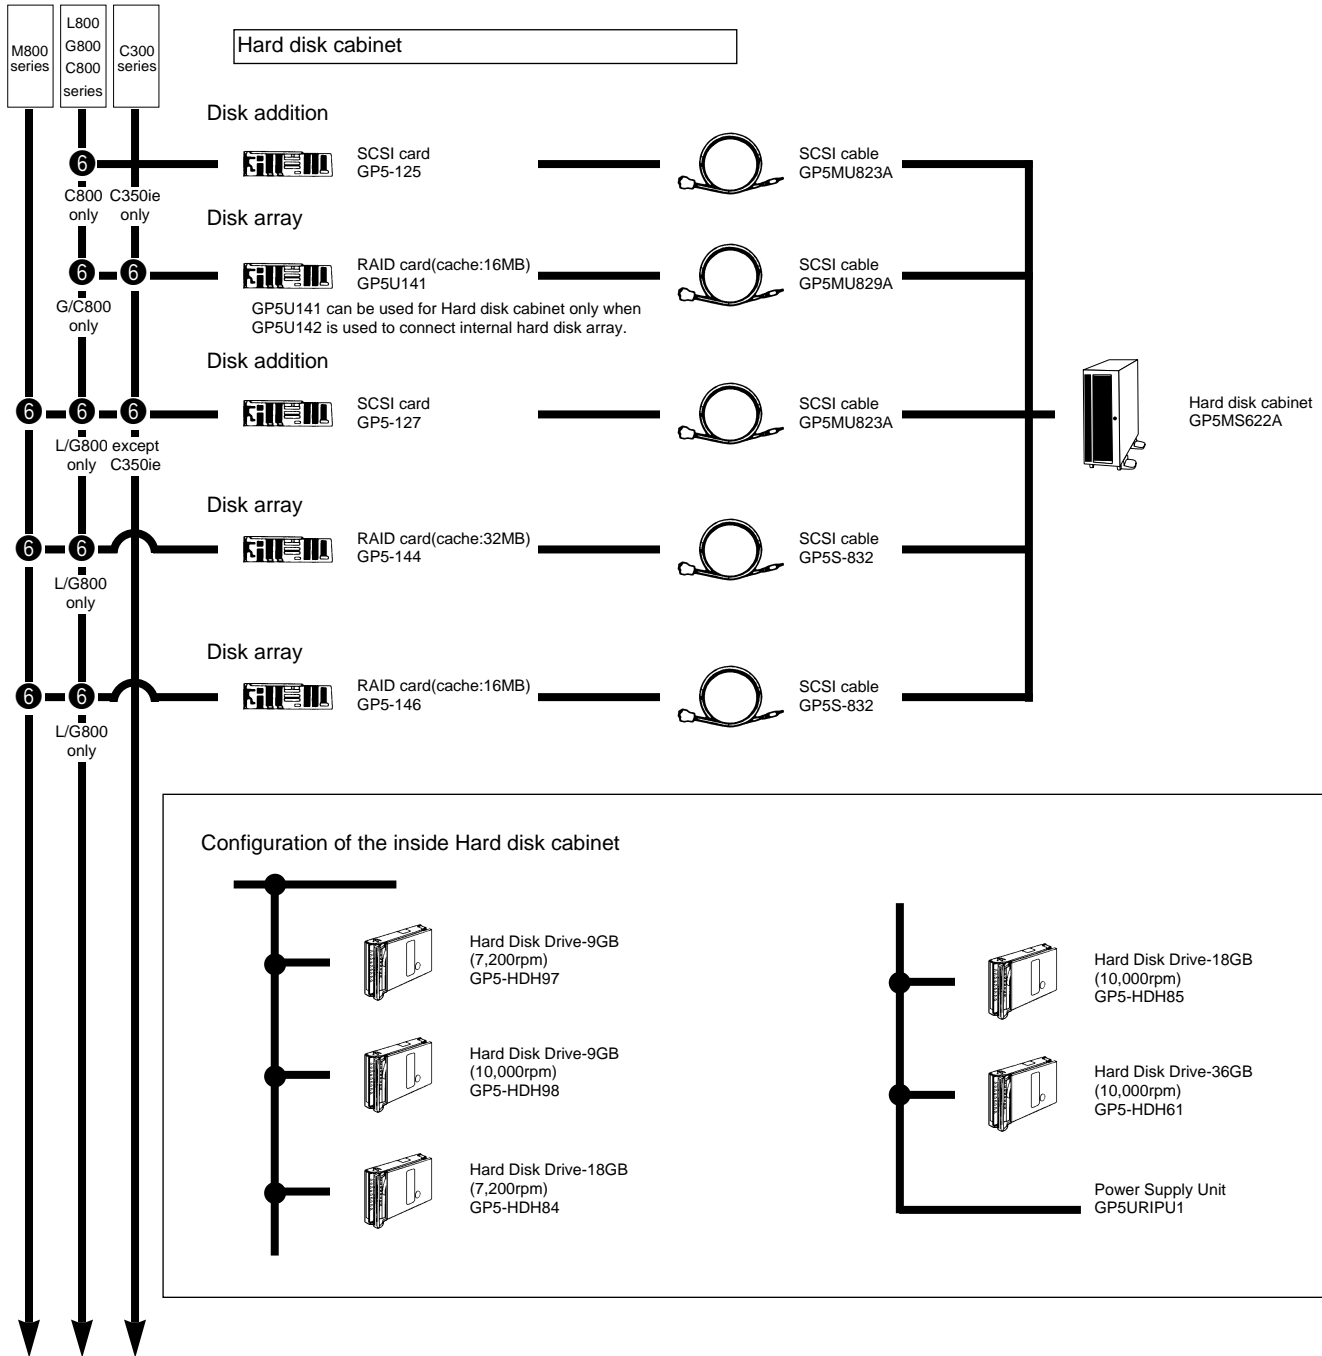 M800
series
L800
G800
C800
series
C300
series
Hard disk cabinet
Disk addition
6
SCSI card
GP5-125
SCSI cable
GP5MU823A
C800
only
C350ie
only
Disk array
6
6
RAID card(cache:16MB)
GP5U141
SCSI cable
GP5MU829A
G/C800
only
GP5U141 can be used for Hard disk cabinet only when
GP5U142 is used to connect internal hard disk array.
Disk addition
6
6
6
SCSI card
GP5-127
SCSI cable
GP5MU823A
Hard disk cabinet
GP5MS622A
L/G800
only
except
C350ie
Disk array
6
6
RAID card(cache:32MB)
GP5-144
SCSI cable
GP5S-832
L/G800
only
Disk array
6
6
RAID card(cache:16MB)
GP5-146
SCSI cable
GP5S-832
L/G800
only
Configuration of the inside Hard disk cabinet
Hard Disk Drive-9GB
(7,200rpm)
GP5-HDH97
Hard Disk Drive-9GB
(10,000rpm)
GP5-HDH98
Hard Disk Drive-18GB
(7,200rpm)
GP5-HDH84
Hard Disk Drive-18GB
(10,000rpm)
GP5-HDH85
Hard Disk Drive-36GB
(10,000rpm)
GP5-HDH61
Power Supply Unit
GP5URIPU1